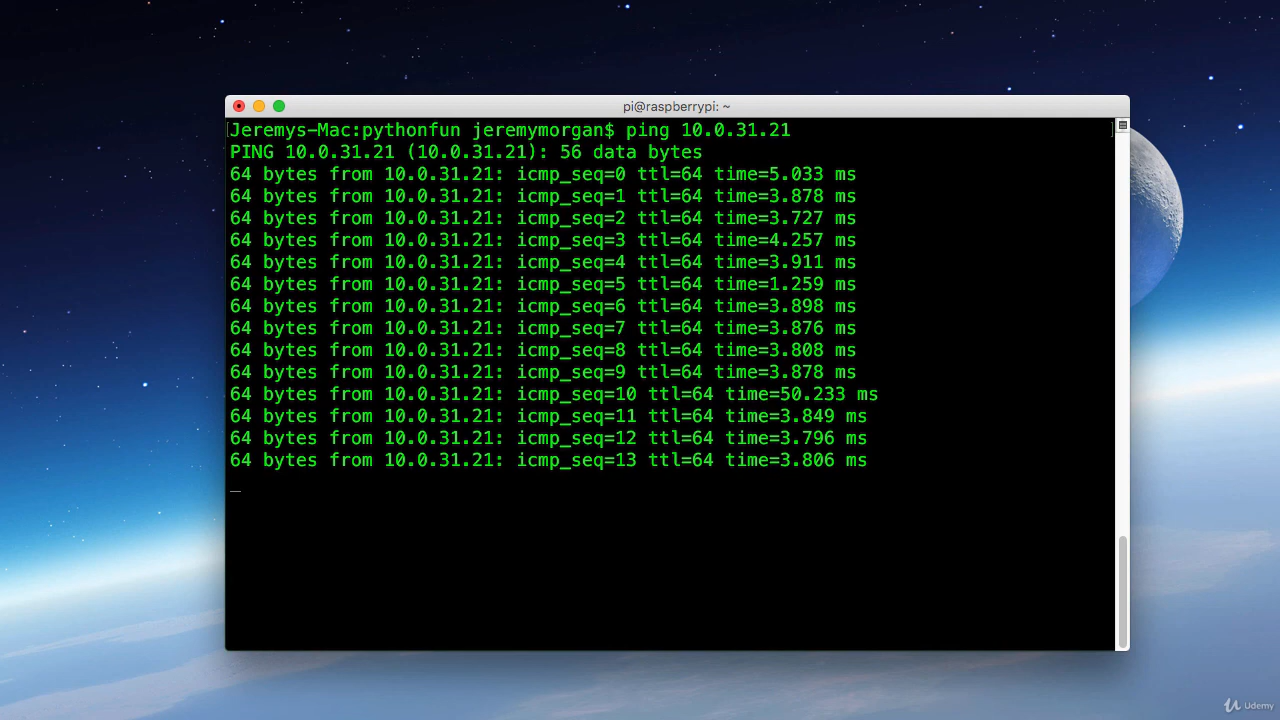 pi@raspberrypi: ~
[Jeremys-Mac:pythonfun jeremymorgan$ ping 10.0.31.21 ]
PING 10.0.31.21 (10.0.31.21): 56 data bytes
64 bytes from 10.0.31.21: icmp_seq=0 ttl=64 time=5.033 ms
64 bytes from 10.0.31.21: icmp_seq=1 ttl=64 time=3.878 ms
64 bytes from 10.0.31.21: icmp_seq=2 ttl=64 time=3.727 ms
64 bytes from 10.0.31.21: icmp_seq=3 ttl=64 time=4.257 ms
64 bytes from 10.0.31.21: icmp_seq=4 ttl=64 time=3.911 ms
64 bytes from 10.0.31.21: icmp_seq=5 ttl=64 time=1.259 ms
64 bytes from 10.0.31.21: icmp_seq=6 ttl=64 time=3.898 ms
64 bytes from 10.0.31.21: icmp_seq=7 ttl=64 time=3.876 ms
64 bytes from 10.0.31.21: icmp_seq=8 ttl=64 time=3.808 ms
64 bytes from 10.0.31.21: icmp_seq=9 ttl=64 time=3.878 ms
64 bytes from 10.0.31.21: icmp_seq=10 ttl=64 time=50.233 ms
64 bytes from 10.0.31.21: icmp_seq=11 ttl=64 time=3.849 ms
64 bytes from 10.0.31.21: icmp_seq=12 ttl=64 time=3.796 ms
64 bytes from 10.0.31.21: icmp_seq=13 ttl=64 time=3.806 ms
Udemy